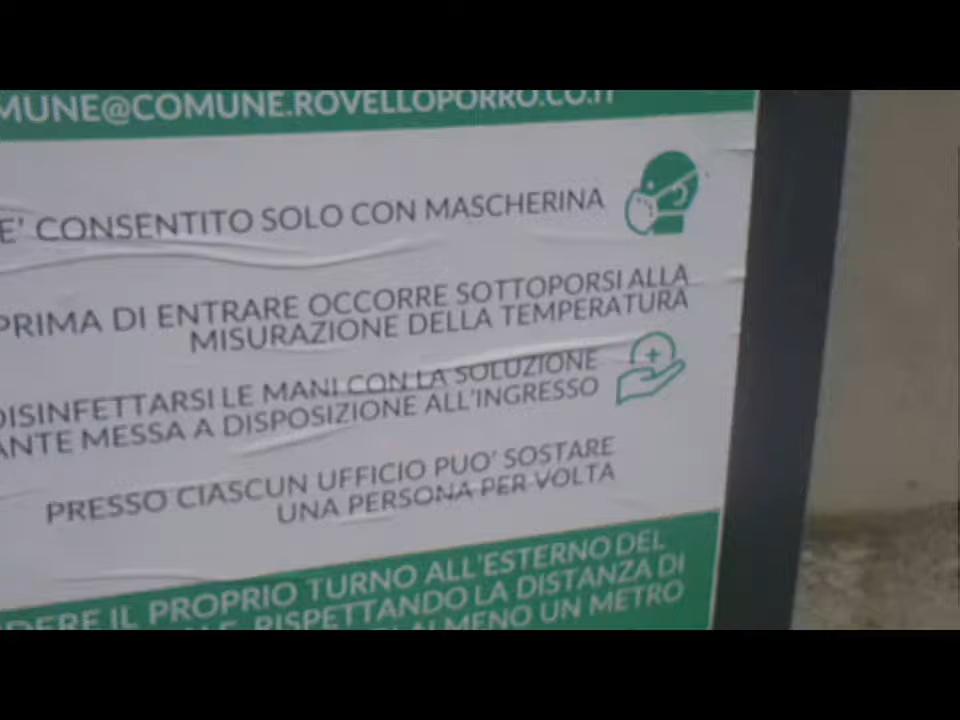 MUNE@COMUNE.ROVELLOPORRO.CO.IT
E' CONSENTITO SOLO CON MASCHERINA
PRIMA DI ENTRARE OCCORRE SOTTOPORSI ALLA
MISURAZIONE DELLA TEMPERATURA
DISINFETTARSI LE MANI CON LA SOLUZIONE
ANTE MESSA A DISPOSIZIONE ALL'INGRESSO
PRESSO CIASCUN UFFICIO PUO' SOSTARE
UNA PERSONA PER VOLTA
DERE IL PROPRIO TURNO ALL'ESTERNO DEL
RISPETTANDO LA DISTANZA DI
ALMENO UN METRO